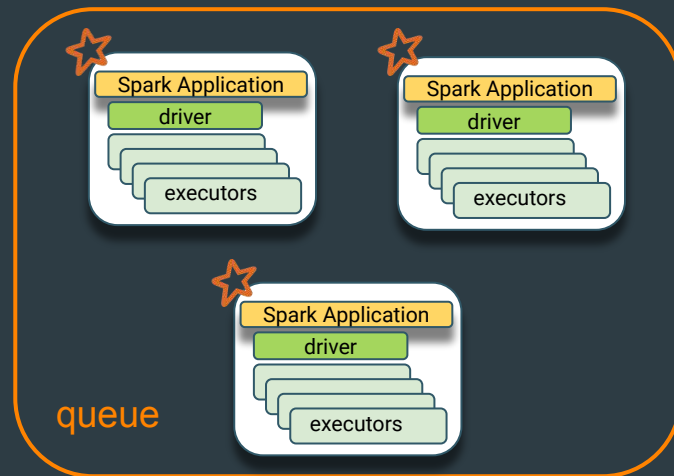 Spark Application
driver
executors
Spark Application
driver
executors
Spark Application
driver
executors
queue